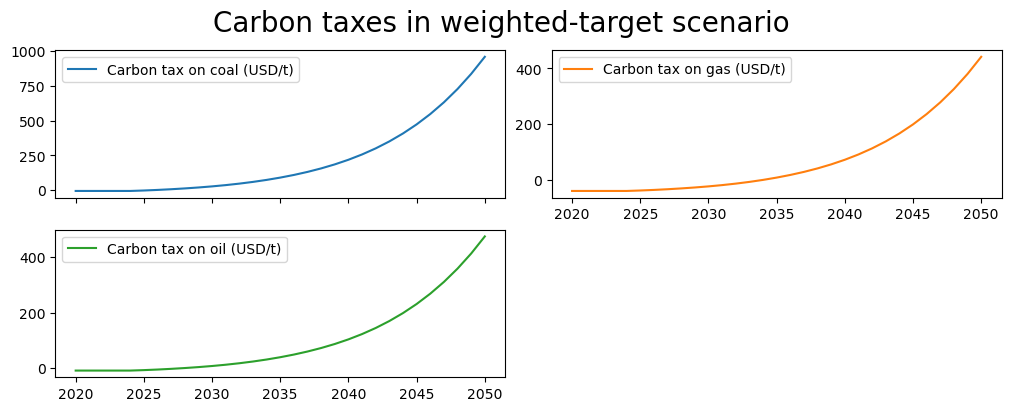 Carbon taxes in weighted-target scenario
Carbon tax on coal (USD/t)
1000
750
500
250
0
Carbon tax on gas (USD/t)
400
200
0
2020 2025 2030 2035 2040 2045 2050
Carbon tax on oil (USD/t)
400
200
0
2020 2025 2030 2035 2040 2045 2050